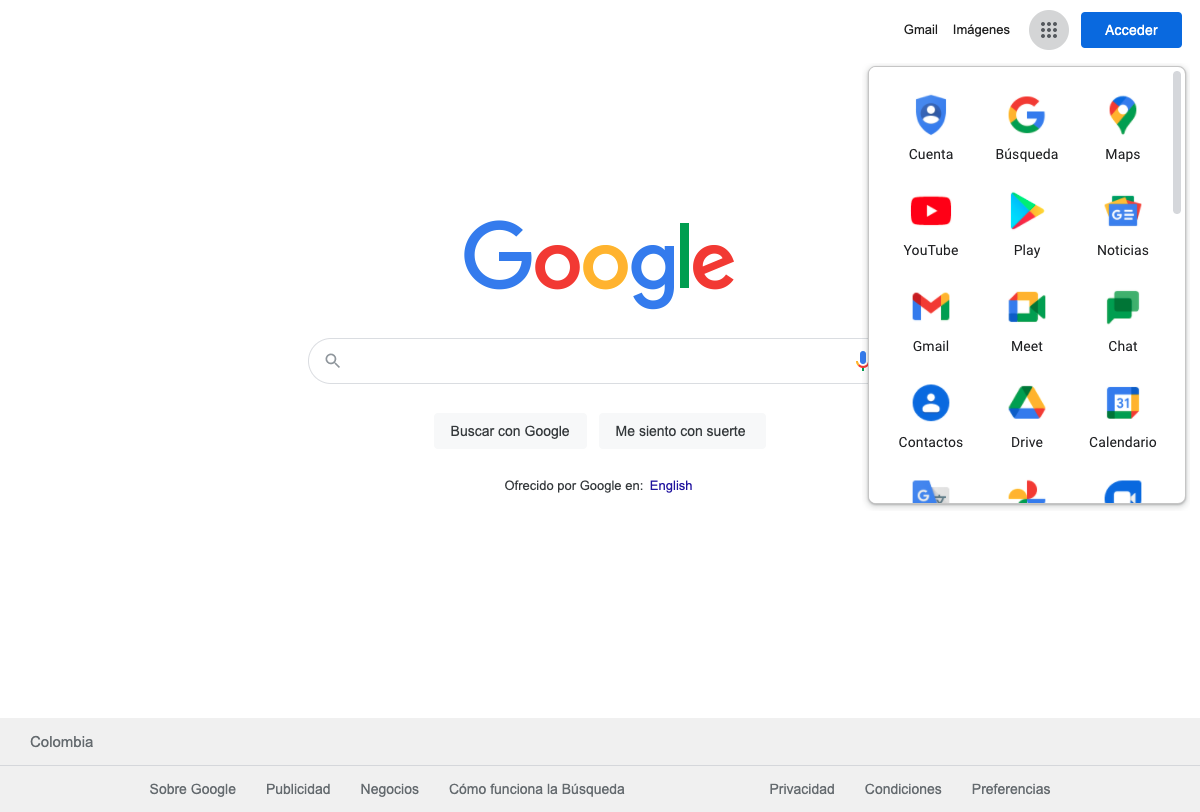 Gmail Imágenes Acceder
Cuenta Búsqueda Maps
YouTube Play Noticias
Google
Gmail Meet Chat
Buscar con Google Me siento con suerte
31
Contactos Drive Calendario
Ofrecido por Google en: English
Colombia
Sobre Google Publicidad Negocios Cómo funciona la Búsqueda Privacidad Condiciones Preferencias